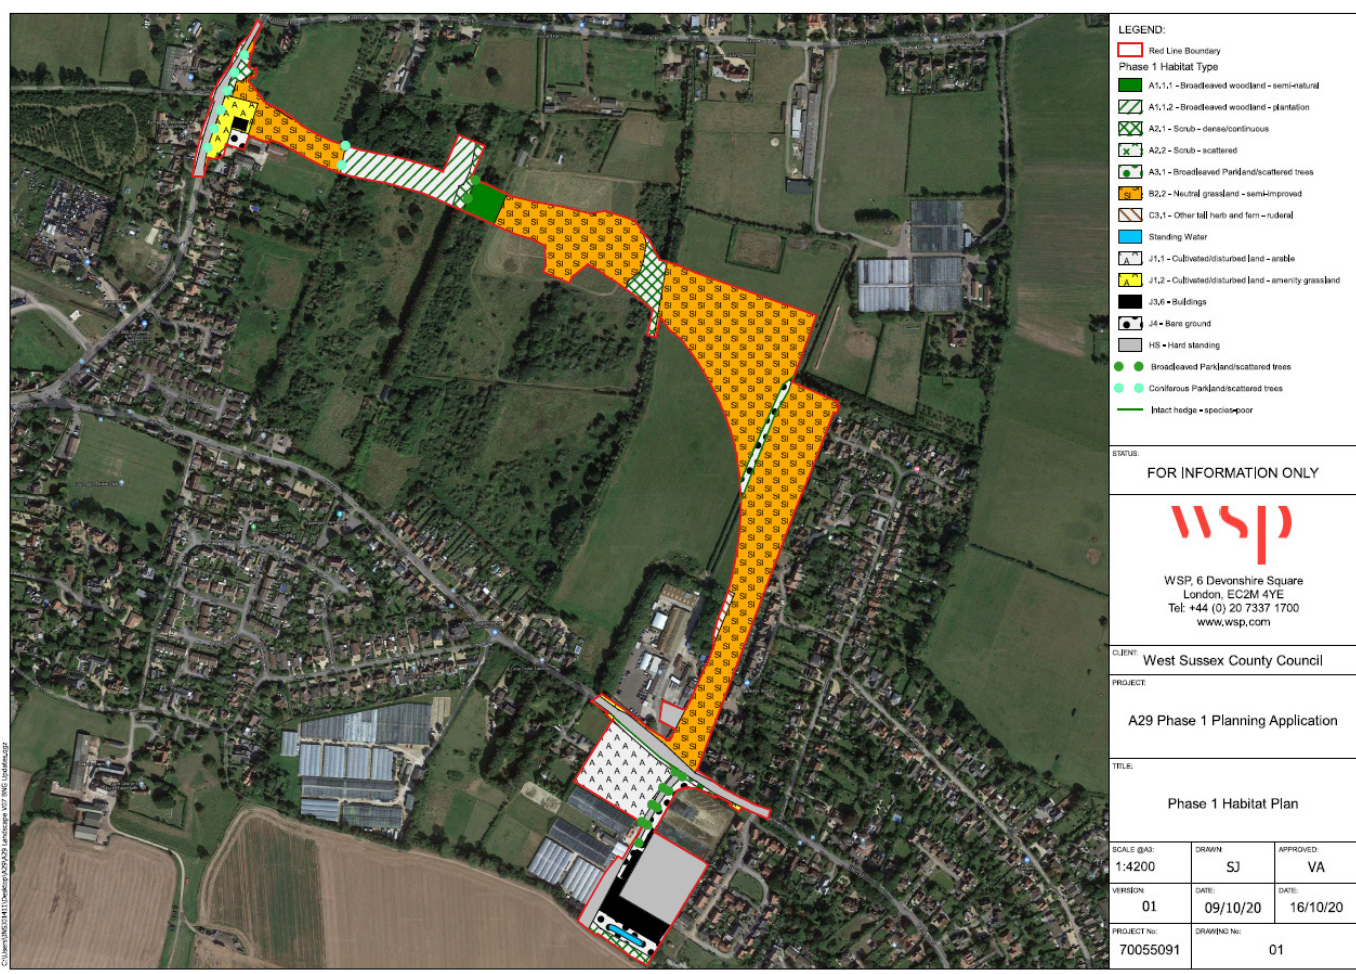 LEGEND:
Red Line Boundary
Phase 1 Habitat Type
A1.1.1 - Broadleaved woodland - semi-natural
A1.1.2 - Broadleaved woodland - plantation
A2.1 - Scrub - dense/continuous
A2.2 - Scrub - scattered
A3.1 - Broadleaved Parkland/scattered trees
B2.2 - Neutral grassland - semi-improved
C3.1 - Other tall herb and fern - ruderal
Standing Water
J1.1 - Cultivated/disturbed land - arable
J1.2 - Cultivated/disturbed land - amenity grassland
J3.6 - Buildings
J4 - Bare ground
HS - Hard standing
Broadleaved Parkland/scattered trees
Coniferous Parkland/scattered trees
Intact hedge - species-poor
STATUS:
FOR INFORMATION ONLY
wsp
WSP, 6 Devonshire Square
London, EC2M 4YE
Tel: +44 (0) 20 7337 1700
www.wsp.com
CLIENT: West Sussex County Council
PROJECT:
A29 Phase 1 Planning Application
TITLE:
Phase 1 Habitat Plan
SCALE @A3: DRAWN: APPROVED:
1:4200 SJ VA
VERSION: DATE: DATE:
01 09/10/20 16/10/20
PROJECT No: DRAWING No:
70055091 01